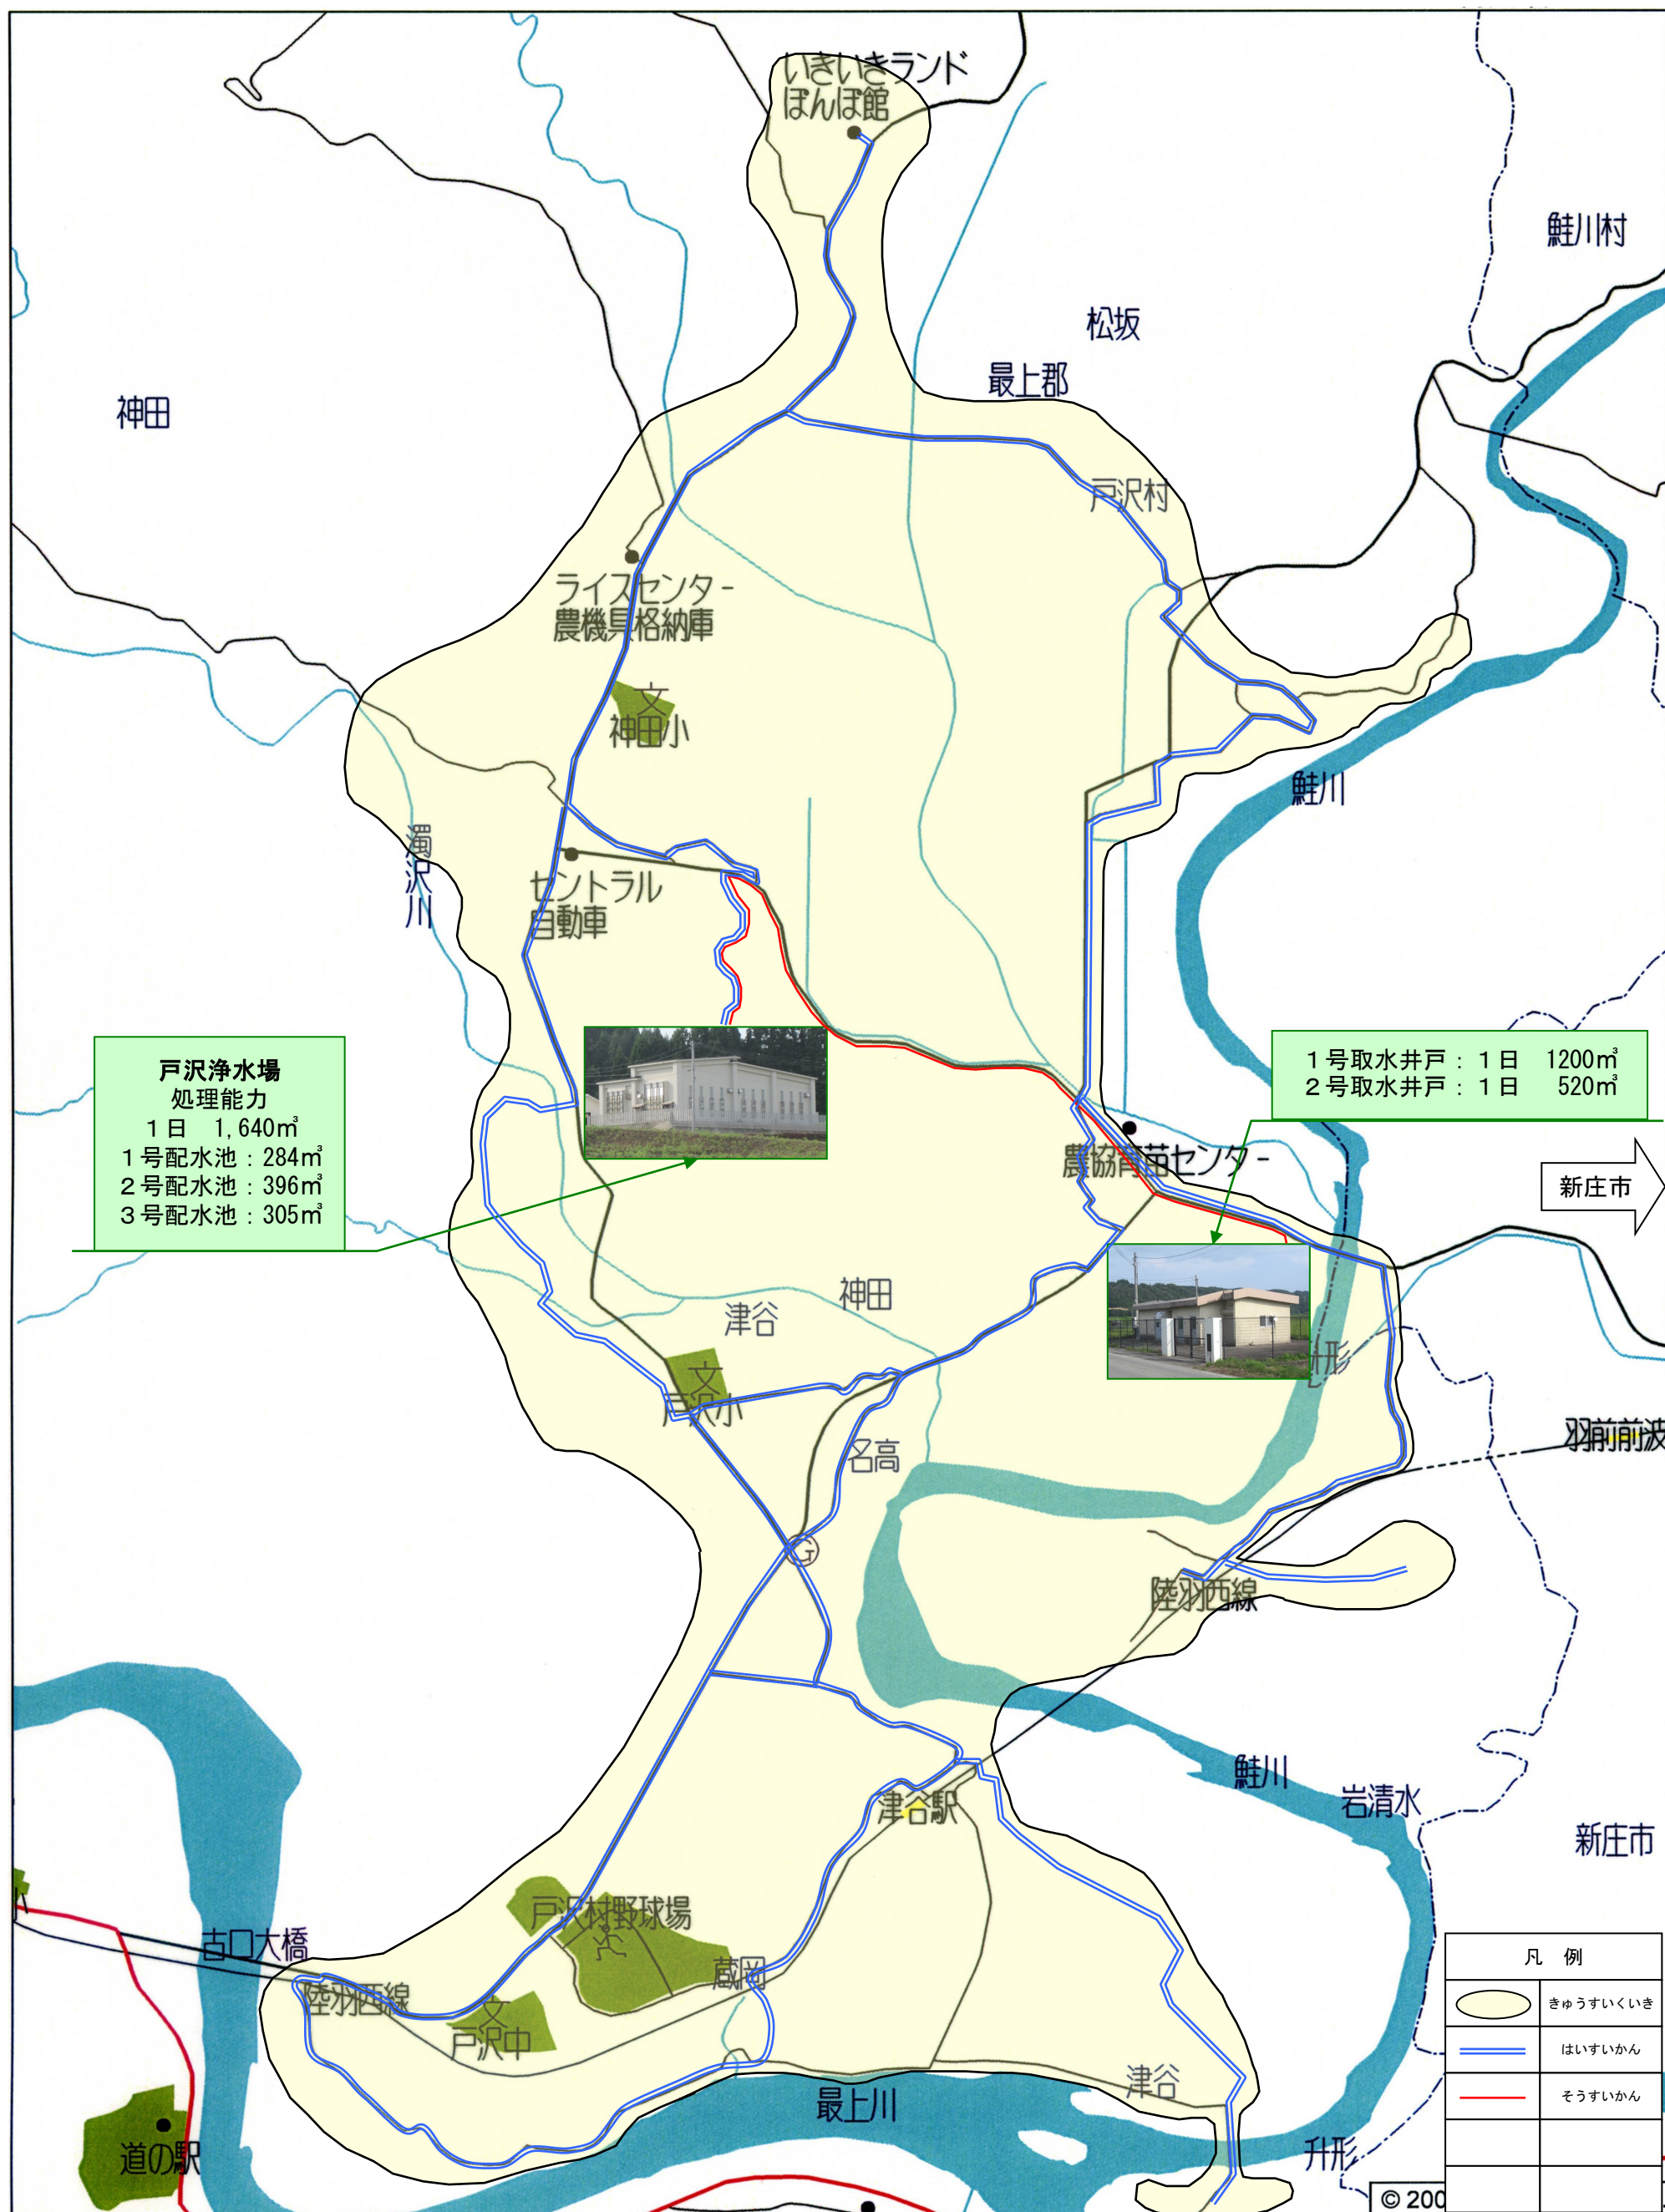 いきいきランド
ぽんぽ館
鮭川村
松坂
最上郡
神田
戸沢村
ライスセンター
農機具格納庫
文
神田小
鮭川
濁沢川
セントラル
自動車
戸沢浄水場
処理能力
1日 1,640㎥
1号配水池：284㎥
2号配水池：396㎥
3号配水池：305㎥
1号取水井戸：1日 1200㎥
2号取水井戸：1日 520㎥
農協育苗センター
新庄市
神田
津谷
升形
文
戸沢小
名高
羽前前波
G
陸羽西線
鮭川
岩清水
津谷駅
新庄市
戸沢村野球場
古口大橋
蔵岡
陸羽西線
文
戸沢中
津谷
最上川
道の駅
升形
凡 例
きゅうすいくいき
はいすいかん
そうすいかん
© 200